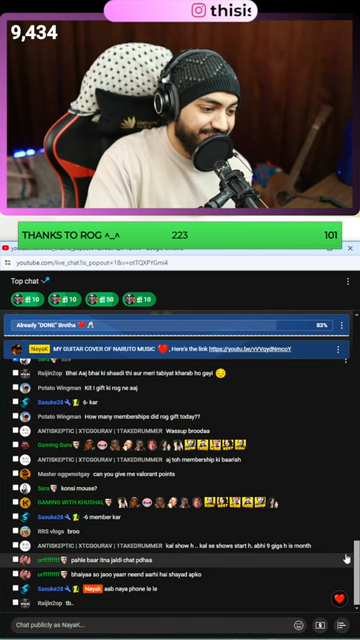 thisis
9,434
THANKS TO ROG ^_^ 223 101
youtube.com/live_chat?is_popout=1&v=otTQXPYGmi4
Top chat
10 10 50 10
Already "DONE" Brotha 83%
NayaK MY GUITAR COVER OF NARUTO MUSIC , Here's the link https://youtu.be/vVVqydNmcoY
Raijin2op Bhai Aaj bhai ki shaadi thi aur meri tabiyat kharab ho gayi
Sasuke28 6- kar
Potato Wingman Kit I gift ki rog ne aaj
Potato Wingman How many memberships did rog gift today??
ANTISKEPTIC | XTCGOURAV | 1TAKEDRUMMER Wassup broodaa
Gaming Guru
ANTISKEPTIC | XTCGOURAV | 1TAKEDRUMMER aj toh membership ki baarish
Master oggwotgoy can you give me valorant points
Sera konsi mouse?
GAMING WITH KHUSHAL
Sasuke28 -6 member kar
RRS vlogs broo
ANTISKEPTIC | XTCGOURAV | 1TAKEDRUMMER kal show h .. kal se shows start h. abhi 9 gigs h is month
urffffffff pahle baar itna jaldi chat pdhaa
urffffffff bhaiyaa so jaoo yaarr neend aarhi hai shayad apko
Sasuke28 NayaK aab naya phone le le
Raijin2op tb..
Chat publicly as NayaK...